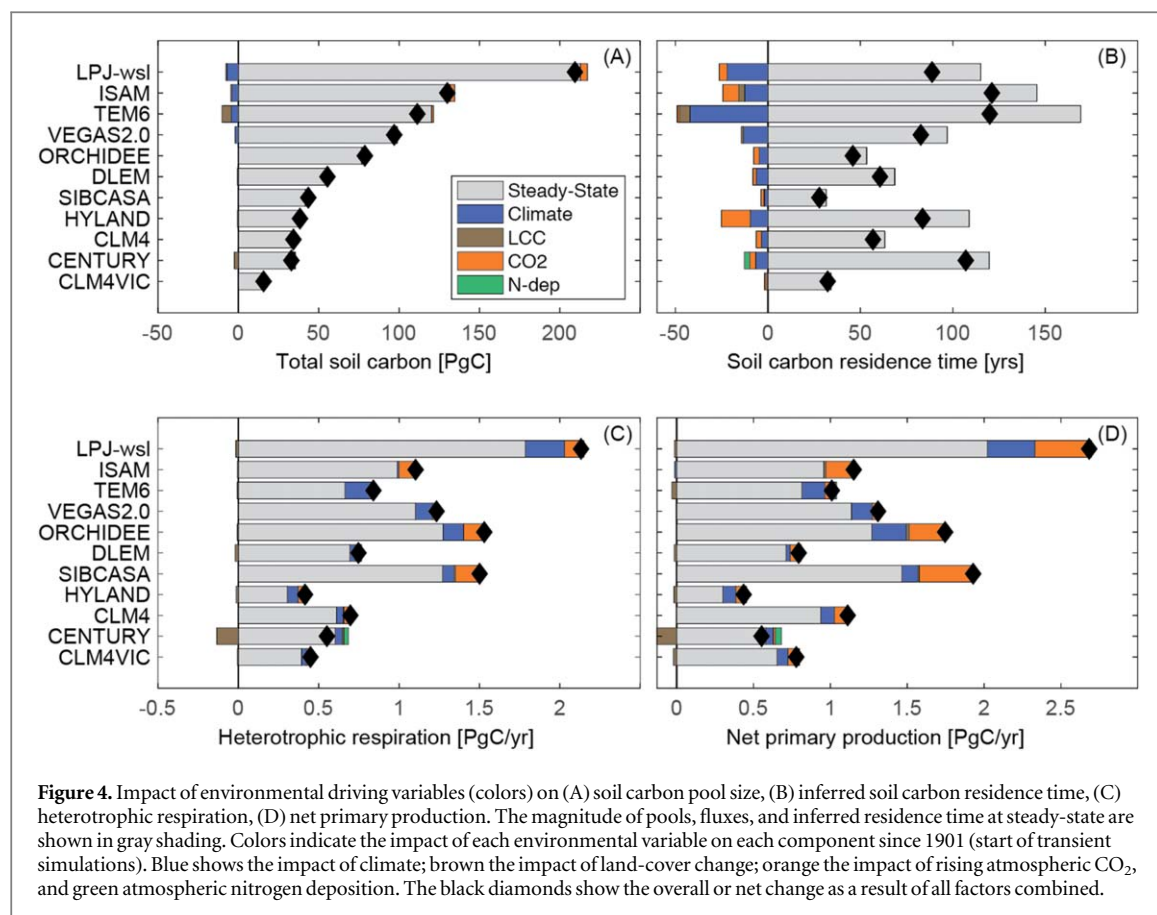 (A)
LPJ-wsl
ISAM
TEM6
VEGAS2.0
ORCHIDEE
DLEM
SIBCASA
HYLAND
CLM4
CENTURY
CLM4VIC
Steady-State
Climate
LCC
CO2
N-dep
-50 0 50 100 150 200
Total soil carbon [PgC]
(B)
-50 0 50 100 150
Soil carbon residence time [yrs]
(C)
LPJ-wsl
ISAM
TEM6
VEGAS2.0
ORCHIDEE
DLEM
SIBCASA
HYLAND
CLM4
CENTURY
CLM4VIC
-0.5 0 0.5 1 1.5 2
Heterotrophic respiration [PgC/yr]
(D)
0 0.5 1 1.5 2 2.5
Net primary production [PgC/yr]
Figure 4. Impact of environmental driving variables (colors) on (A) soil carbon pool size, (B) inferred soil carbon residence time, (C)
heterotrophic respiration, (D) net primary production. The magnitude of pools, fluxes, and inferred residence time at steady-state are
shown in gray shading. Colors indicate the impact of each environmental variable on each component since 1901 (start of transient
simulations). Blue shows the impact of climate; brown the impact of land-cover change; orange the impact of rising atmospheric CO₂,
and green atmospheric nitrogen deposition. The black diamonds show the overall or net change as a result of all factors combined.